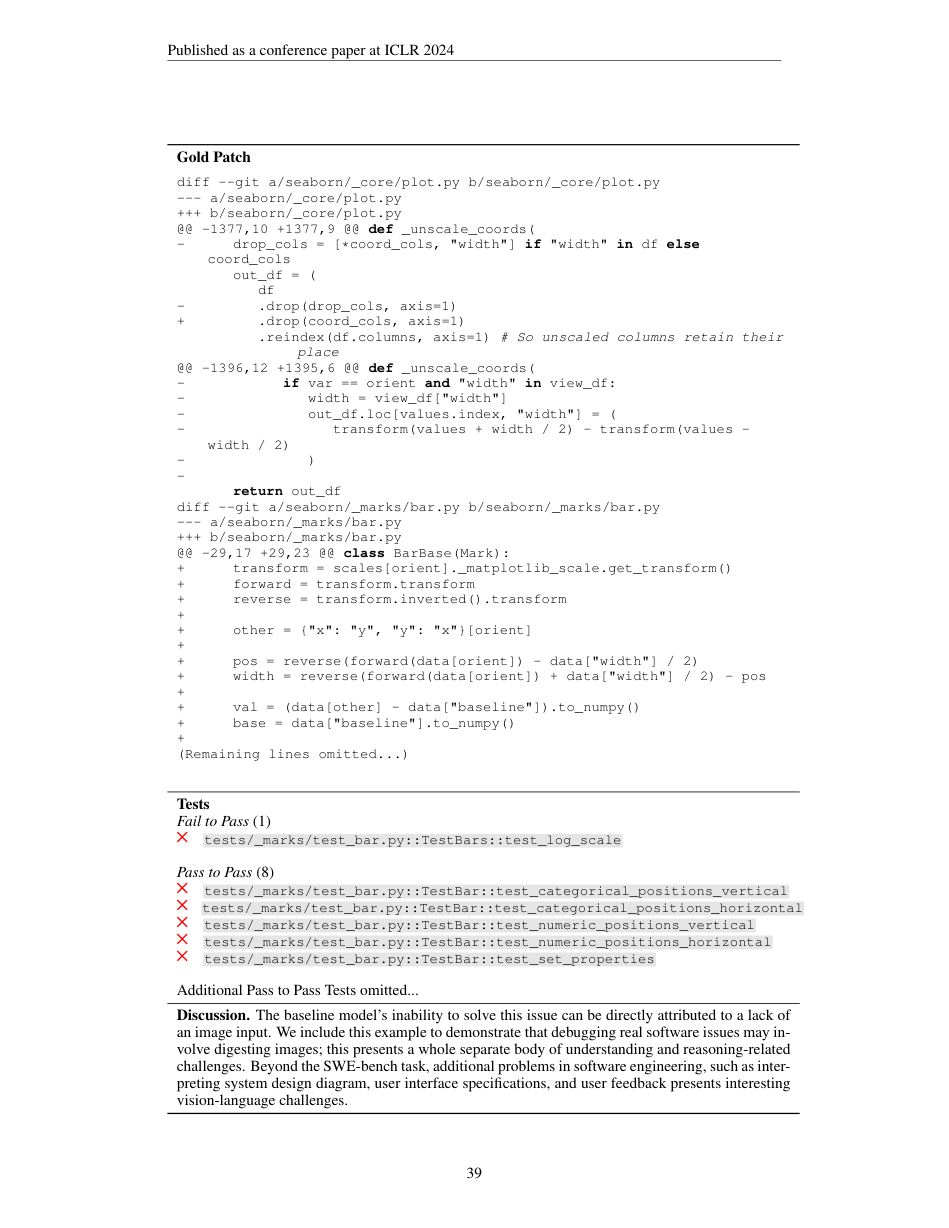 Published as a conference paper at ICLR 2024
Gold Patch
diff --git a/seaborn/_core/plot.py b/seaborn/_core/plot.py
--- a/seaborn/_core/plot.py
+++ b/seaborn/_core/plot.py
@@ -1377,10 +1377,9 @@ def _unscale_coords(
-      drop_cols = [*coord_cols, "width"] if "width" in df else
    coord_cols
       out_df = (
          df
-         .drop(drop_cols, axis=1)
+         .drop(coord_cols, axis=1)
          .reindex(df.columns, axis=1) # So unscaled columns retain their
               place
@@ -1396,12 +1395,6 @@ def _unscale_coords(
-            if var == orient and "width" in view_df:
-               width = view_df["width"]
-               out_df.loc[values.index, "width"] = (
-                  transform(values + width / 2) - transform(values -
    width / 2)
-               )
-
       return out_df
diff --git a/seaborn/_marks/bar.py b/seaborn/_marks/bar.py
--- a/seaborn/_marks/bar.py
+++ b/seaborn/_marks/bar.py
@@ -29,17 +29,23 @@ class BarBase(Mark):
+      transform = scales[orient]._matplotlib_scale.get_transform()
+      forward = transform.transform
+      reverse = transform.inverted().transform
+
+      other = {"x": "y", "y": "x"}[orient]
+
+      pos = reverse(forward(data[orient]) - data["width"] / 2)
+      width = reverse(forward(data[orient]) + data["width"] / 2) - pos
+
+      val = (data[other] - data["baseline"]).to_numpy()
+      base = data["baseline"].to_numpy()
+
(Remaining lines omitted...)
Tests
Fail to Pass (1)
✕ tests/_marks/test_bar.py::TestBars::test_log_scale
Pass to Pass (8)
✕ tests/_marks/test_bar.py::TestBar::test_categorical_positions_vertical
✕ tests/_marks/test_bar.py::TestBar::test_categorical_positions_horizontal
✕ tests/_marks/test_bar.py::TestBar::test_numeric_positions_vertical
✕ tests/_marks/test_bar.py::TestBar::test_numeric_positions_horizontal
✕ tests/_marks/test_bar.py::TestBar::test_set_properties
Additional Pass to Pass Tests omitted...
Discussion. The baseline model's inability to solve this issue can be directly attributed to a lack of
an image input. We include this example to demonstrate that debugging real software issues may in-
volve digesting images; this presents a whole separate body of understanding and reasoning-related
challenges. Beyond the SWE-bench task, additional problems in software engineering, such as inter-
preting system design diagram, user interface specifications, and user feedback presents interesting
vision-language challenges.
39